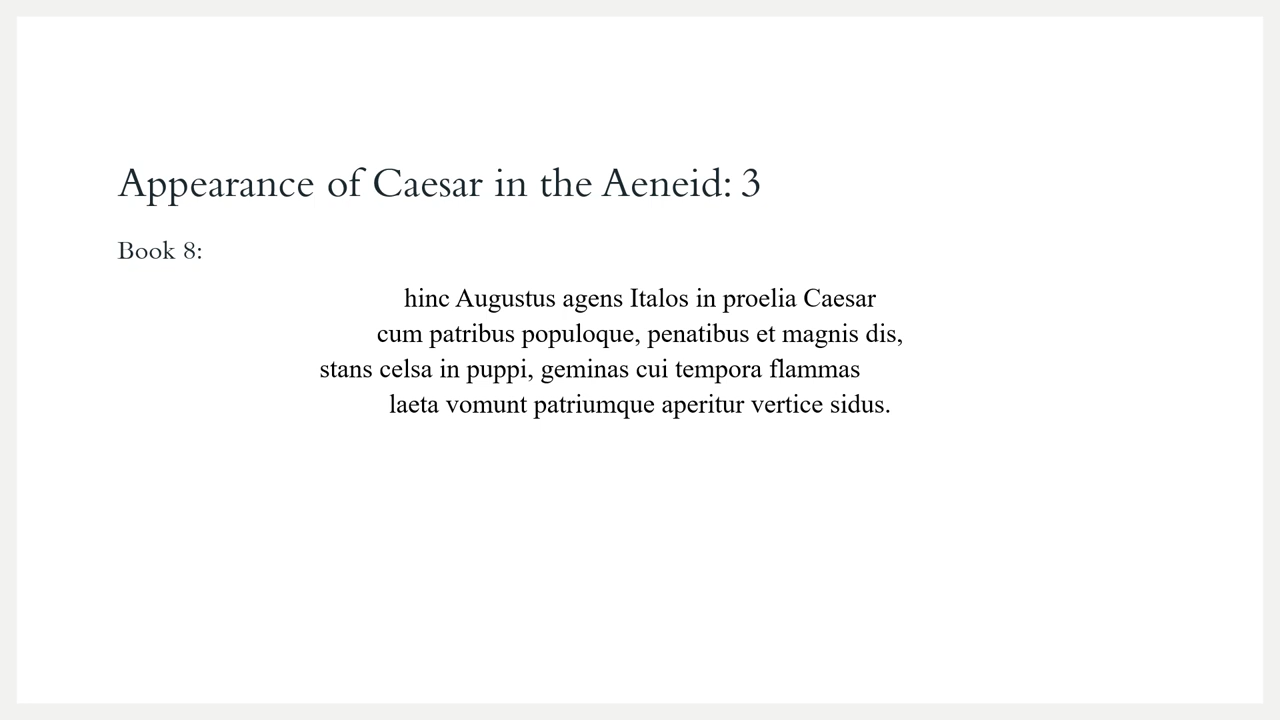 Appearance of Caesar in the Aeneid: 3
Book 8:
hinc Augustus agens Italos in proelia Caesar
cum patribus populoque, penatibus et magnis dis,
stans celsa in puppi, geminas cui tempora flammas
laeta vomunt patriumque aperitur vertice sidus.